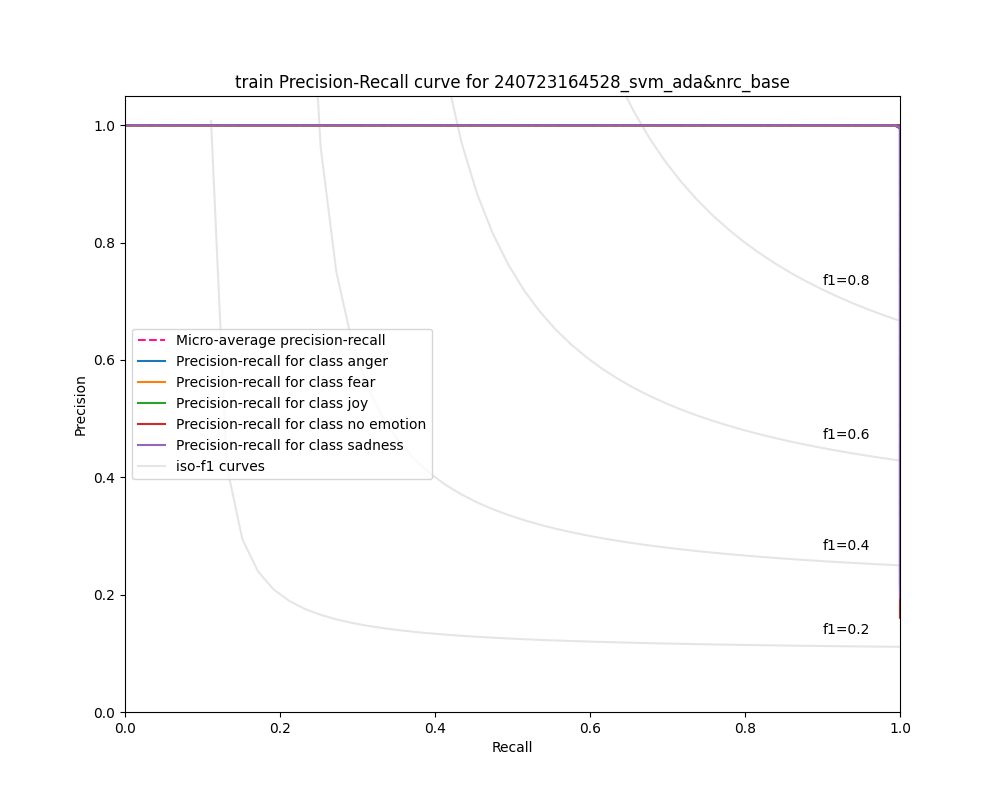 train Precision-Recall curve for 240723164528_svm_ada&nrc_base
1.0
0.8
0.6
0.4
0.2
0.0
Precision
f1=0.8
f1=0.6
f1=0.4
f1=0.2
Micro-average precision-recall
Precision-recall for class anger
Precision-recall for class fear
Precision-recall for class joy
Precision-recall for class no emotion
Precision-recall for class sadness
iso-f1 curves
0.0 0.2 0.4 0.6 0.8 1.0
Recall